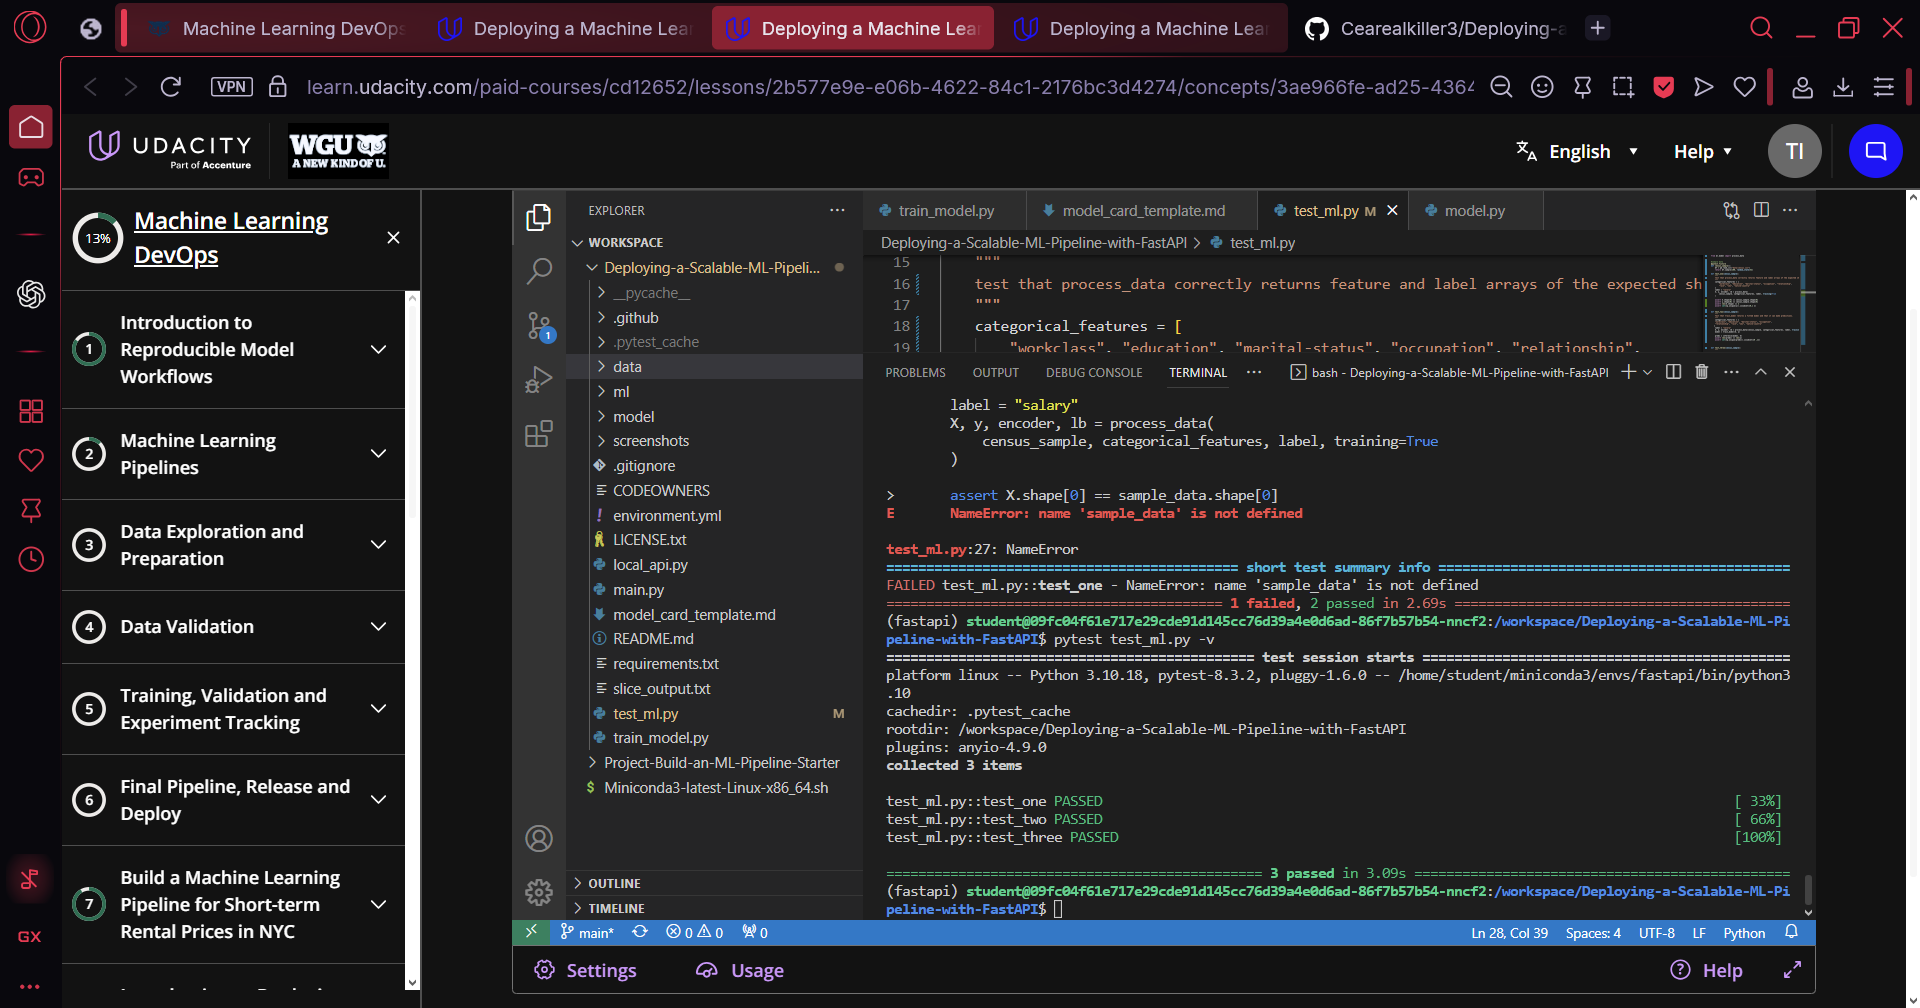 Machine Learning DevOps
Deploying a Machine Lear
Deploying a Machine Lear
Deploying a Machine Lear
Cearealkiller3/Deploying-a
VPN
learn.udacity.com/paid-courses/cd12652/lessons/2b577e9e-e06b-4622-84c1-2176bc3d4274/concepts/3ae966fe-ad25-4364
UDACITY
Part of Accenture
WGU
A NEW KIND OF U.
English
Help
TI
13%
Machine Learning
DevOps
1
Introduction to
Reproducible Model
Workflows
2
Machine Learning
Pipelines
3
Data Exploration and
Preparation
4
Data Validation
5
Training, Validation and
Experiment Tracking
6
Final Pipeline, Release and
Deploy
7
Build a Machine Learning
Pipeline for Short-term
Rental Prices in NYC
GX
EXPLORER
WORKSPACE
Deploying-a-Scalable-ML-Pipeli...
__pycache__
.github
.pytest_cache
data
ml
model
screenshots
.gitignore
CODEOWNERS
environment.yml
LICENSE.txt
local_api.py
main.py
model_card_template.md
README.md
requirements.txt
slice_output.txt
test_ml.py M
train_model.py
Project-Build-an-ML-Pipeline-Starter
$ Miniconda3-latest-Linux-x86_64.sh
OUTLINE
TIMELINE
1
train_model.py
model_card_template.md
test_ml.py M
model.py
Deploying-a-Scalable-ML-Pipeline-with-FastAPI > test_ml.py
15 """
16 test that process_data correctly returns feature and label arrays of the expected sh
17 """
18 categorical_features = [
19 "workclass", "education", "marital-status", "occupation", "relationship",
PROBLEMS OUTPUT DEBUG CONSOLE TERMINAL ... bash - Deploying-a-Scalable-ML-Pipeline-with-FastAPI
label = "salary"
X, y, encoder, lb = process_data(
census_sample, categorical_features, label, training=True
)
> assert X.shape[0] == sample_data.shape[0]
E NameError: name 'sample_data' is not defined
test_ml.py:27: NameError
============================================ short test summary info ============================================
FAILED test_ml.py::test_one - NameError: name 'sample_data' is not defined
========================================== 1 failed, 2 passed in 2.69s ==========================================
(fastapi) student@09fc04f61e717e29cde91d145cc76d39a4e0d6ad-86f7b57b54-nncf2:/workspace/Deploying-a-Scalable-ML-Pi
peline-with-FastAPI$ pytest test_ml.py -v
============================================== test session starts ==============================================
platform linux -- Python 3.10.18, pytest-8.3.2, pluggy-1.6.0 -- /home/student/miniconda3/envs/fastapi/bin/python3
.10
cachedir: .pytest_cache
rootdir: /workspace/Deploying-a-Scalable-ML-Pipeline-with-FastAPI
plugins: anyio-4.9.0
collected 3 items
test_ml.py::test_one PASSED [ 33%]
test_ml.py::test_two PASSED [ 66%]
test_ml.py::test_three PASSED [100%]
=============================================== 3 passed in 3.09s ===============================================
(fastapi) student@09fc04f61e717e29cde91d145cc76d39a4e0d6ad-86f7b57b54-nncf2:/workspace/Deploying-a-Scalable-ML-Pi
peline-with-FastAPI$
main* 0 0 0
Ln 28, Col 39 Spaces: 4 UTF-8 LF Python
Settings
Usage
Help